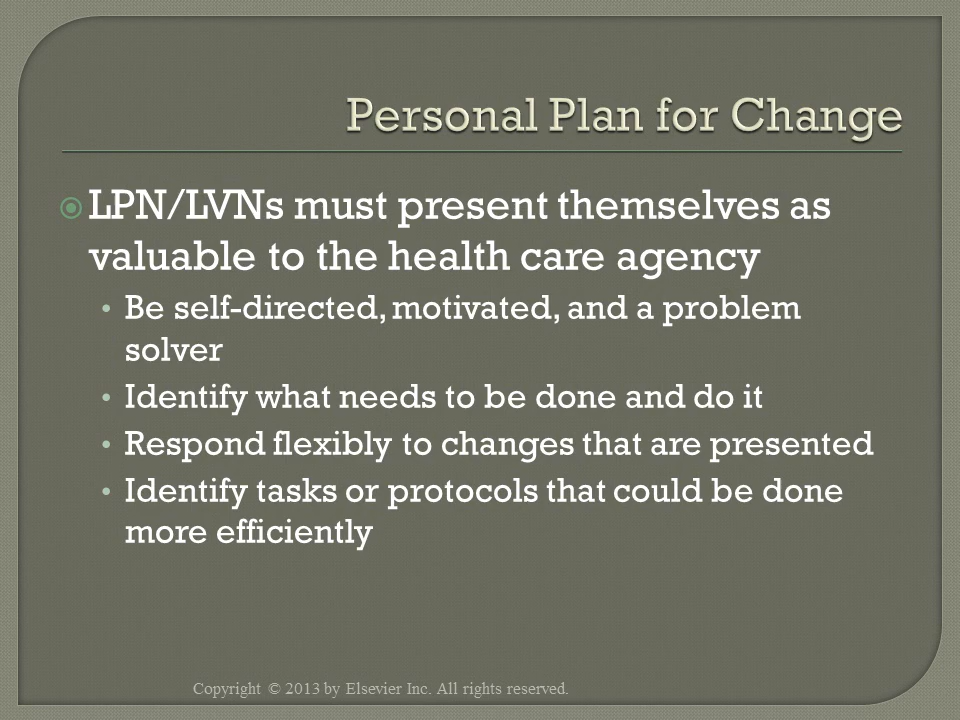 Personal Plan for Change
LPN/LVNs must present themselves as
valuable to the health care agency
• Be self-directed, motivated, and a problem
solver
• Identify what needs to be done and do it
• Respond flexibly to changes that are presented
• Identify tasks or protocols that could be done
more efficiently
Copyright © 2013 by Elsevier Inc. All rights reserved.